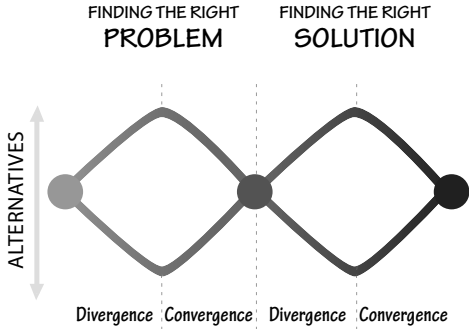 FINDING THE RIGHT
PROBLEM
FINDING THE RIGHT
SOLUTION
ALTERNATIVES
Divergence Convergence Divergence Convergence